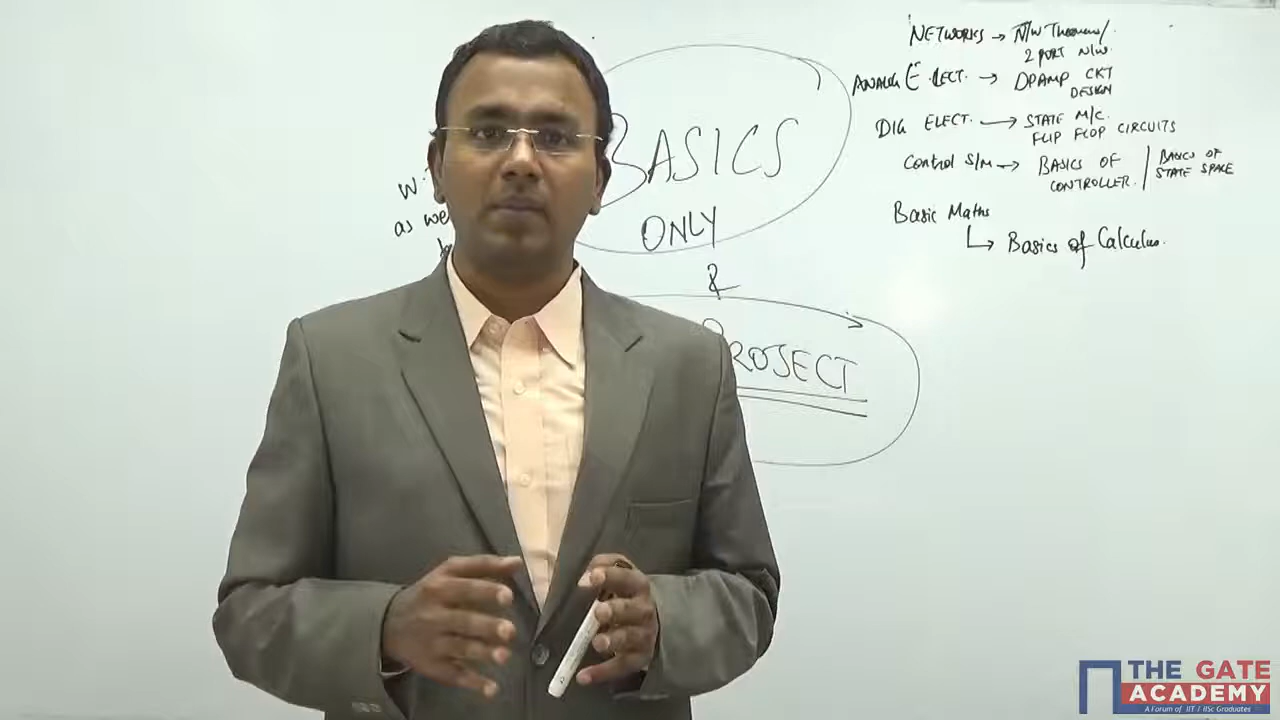 NETWORKS → N/W Theorems/
2 PORT N/W.
ANALOG ELECT. → OPAMP CKT
DESIGN
DIG ELECT. → STATE M/C.
FLIP FLOP CIRCUITS
Control S/M → BASICS OF CONTROLLER. / BASICS OF STATE SPACE
Basic Maths
↳ Basics of Calculus.
as we
BASICS
ONLY
&
PROJECT
THE GATE
ACADEMY
A Forum of IIT / IISc Graduates